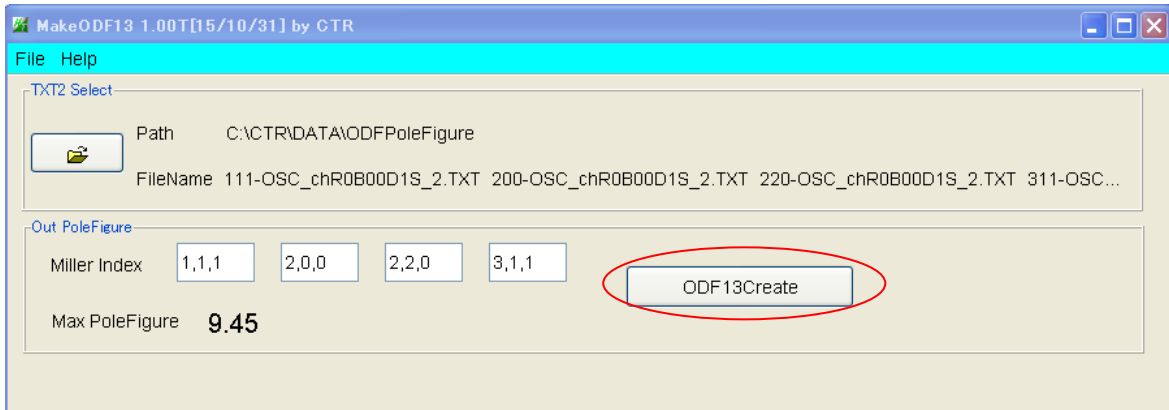 MakeODF13 1.00T[15/10/31] by CTR
File Help
TXT2 Select
Path C:\CTR\DATA\ODFPoleFigure
FileName 111-OSC_chR0B00D1S_2.TXT 200-OSC_chR0B00D1S_2.TXT 220-OSC_chR0B00D1S_2.TXT 311-OSC...
Out PoleFigure
Miller Index 1,1,1 2,0,0 2,2,0 3,1,1 ODF13Create
Max PoleFigure 9.45